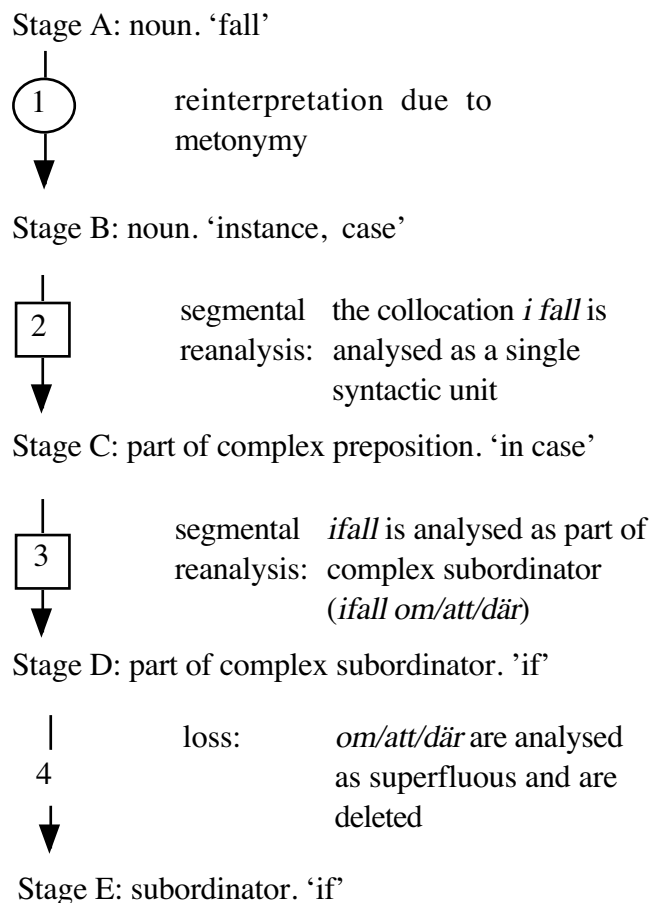 Stage A: noun. ‘fall’
1
reinterpretation due to
metonymy
Stage B: noun. ‘instance, case’
2
segmental the collocation i fall is
reanalysis: analysed as a single
syntactic unit
Stage C: part of complex preposition. ‘in case’
3
segmental ifall is analysed as part of
reanalysis: complex subordinator
(ifall om/att/där)
Stage D: part of complex subordinator. ’if’
4
loss: om/att/där are analysed
as superfluous and are
deleted
Stage E: subordinator. ‘if’